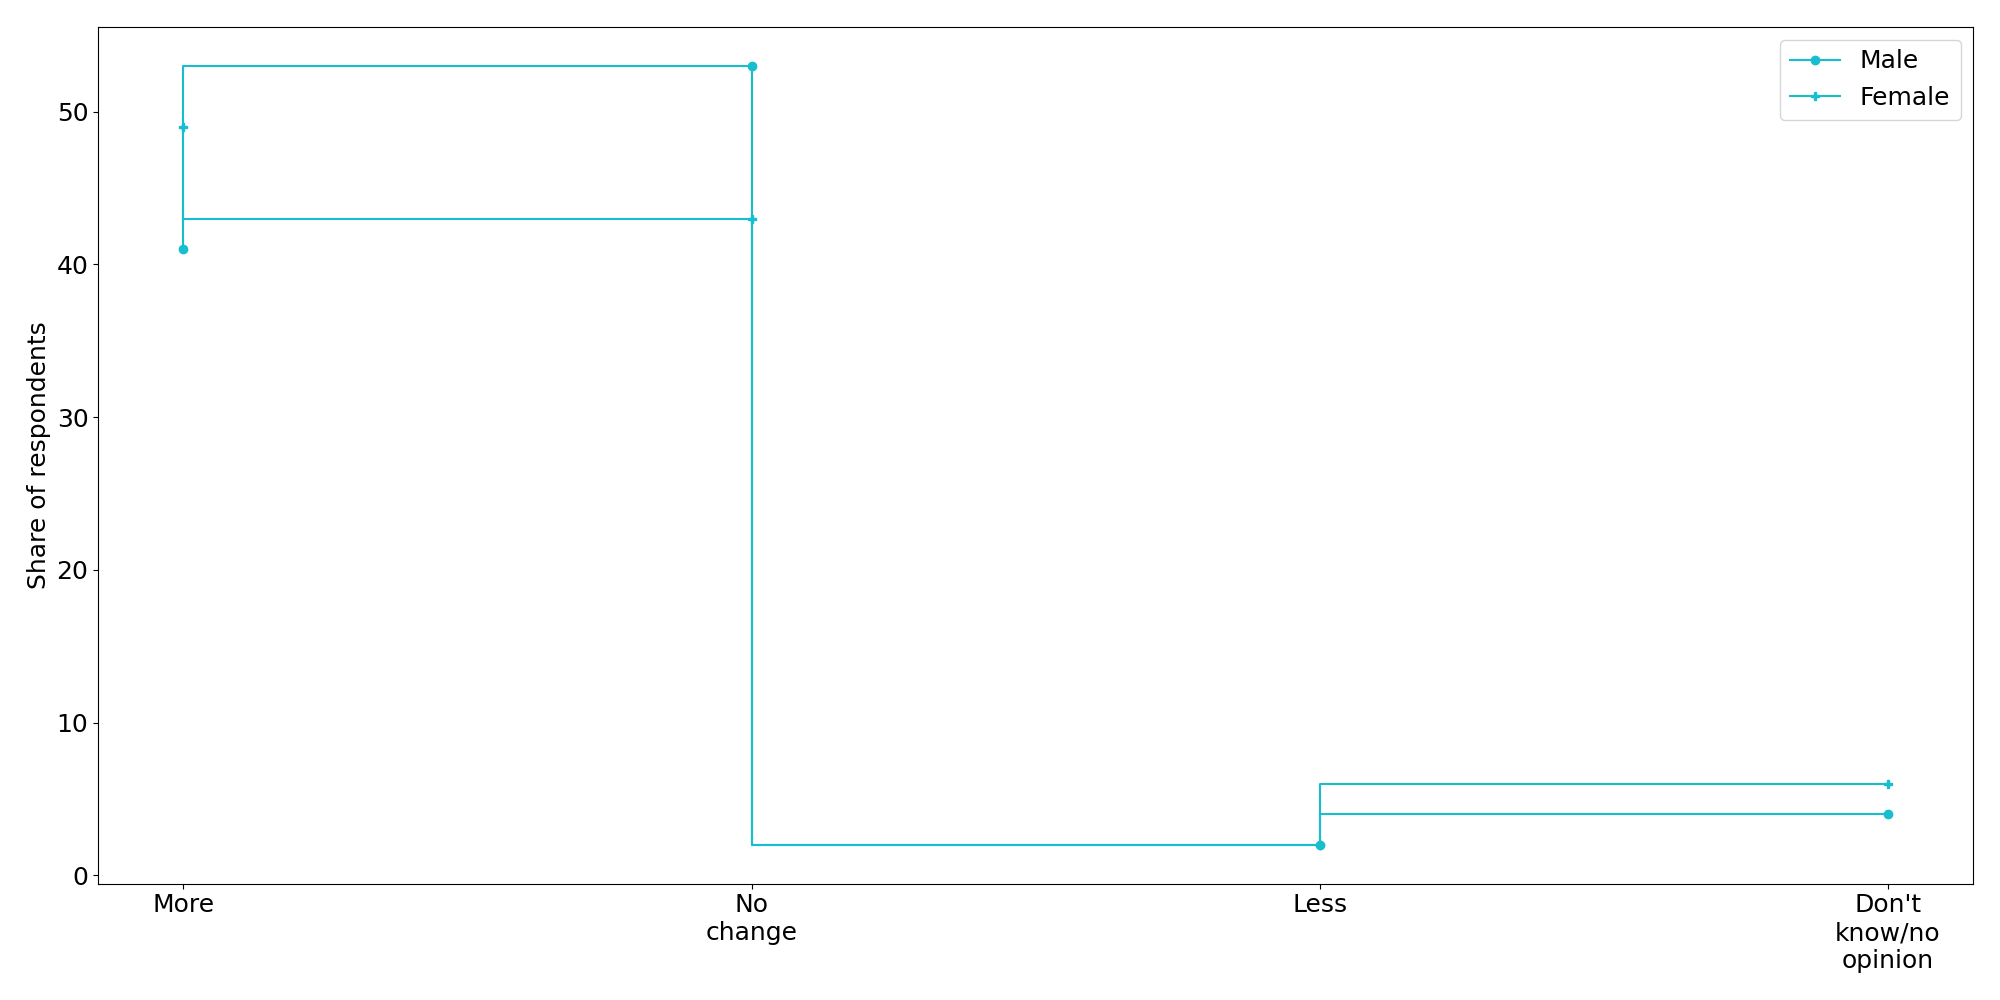 Male
Female
Share of respondents
50
40
30
20
10
0
More
No
change
Less
Don't
know/no
opinion